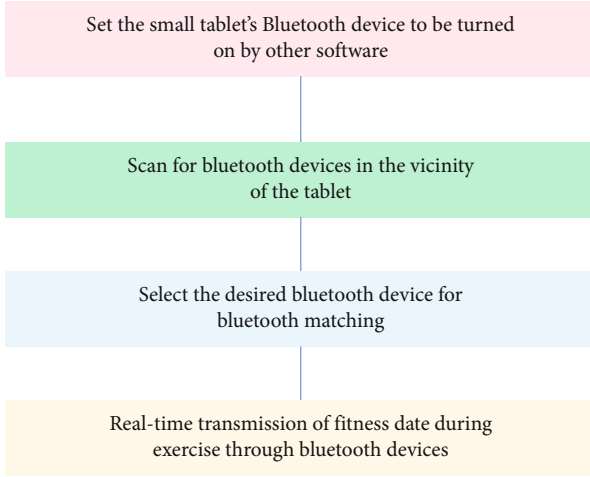 Set the small tablet's Bluetooth device to be turned
on by other software
Scan for bluetooth devices in the vicinity
of the tablet
Select the desired bluetooth device for
bluetooth matching
Real-time transmission of fitness date during
exercise through bluetooth devices